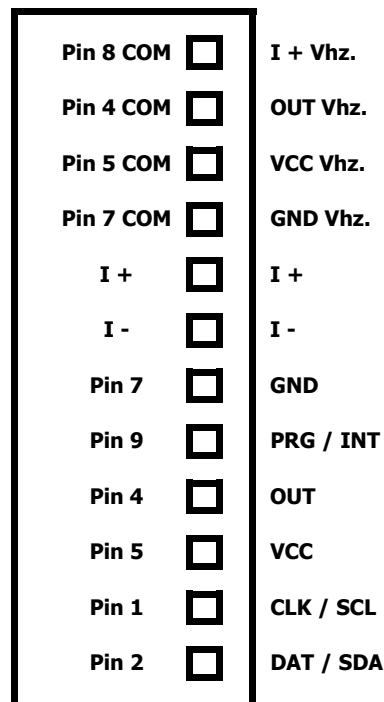 Pin 8 COM I + Vhz.
Pin 4 COM OUT Vhz.
Pin 5 COM VCC Vhz.
Pin 7 COM GND Vhz.
I + I +
I - I -
Pin 7 GND
Pin 9 PRG / INT
Pin 4 OUT
Pin 5 VCC
Pin 1 CLK / SCL
Pin 2 DAT / SDA